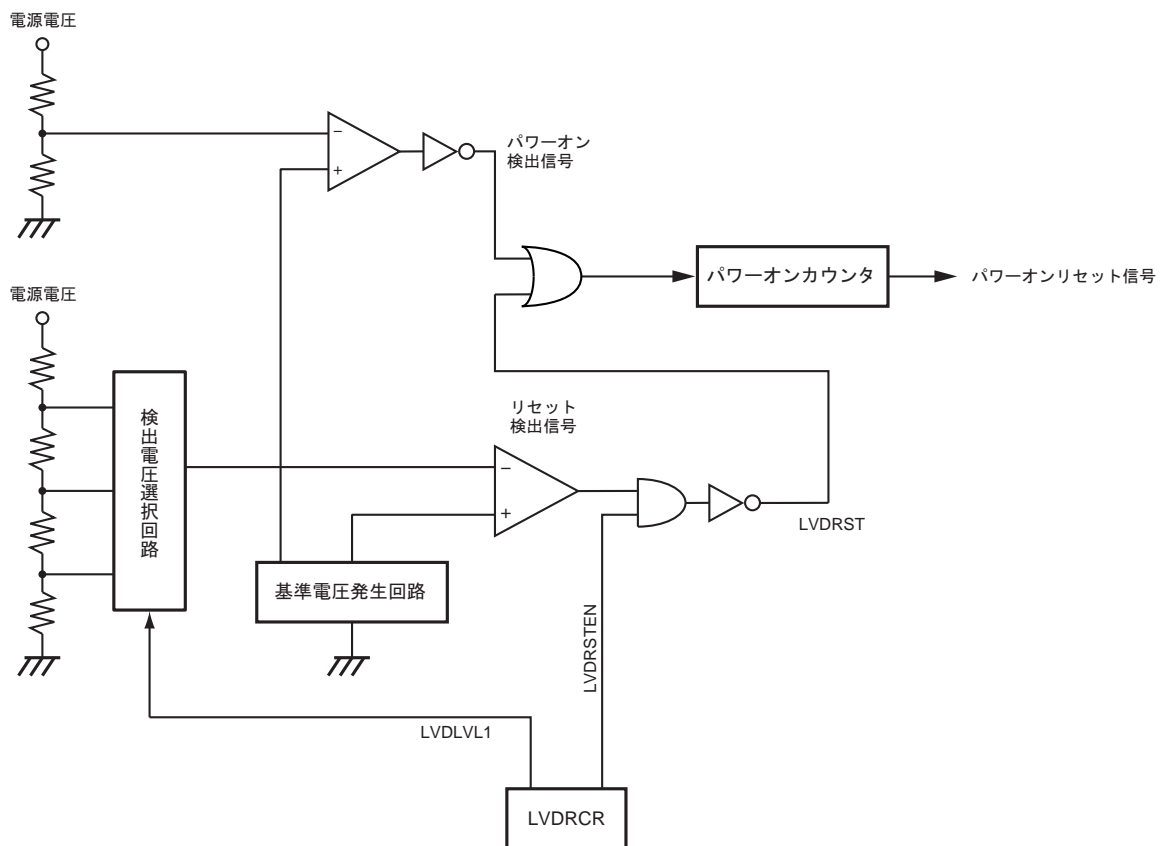 電源電圧
−
+
パワーオン
検出信号
パワーオンカウンタ
パワーオンリセット信号
電源電圧
検出電圧選択回路
リセット
検出信号
−
+
LVDRST
基準電圧発生回路
LVDRSTEN
LVDLVL1
LVDRCR